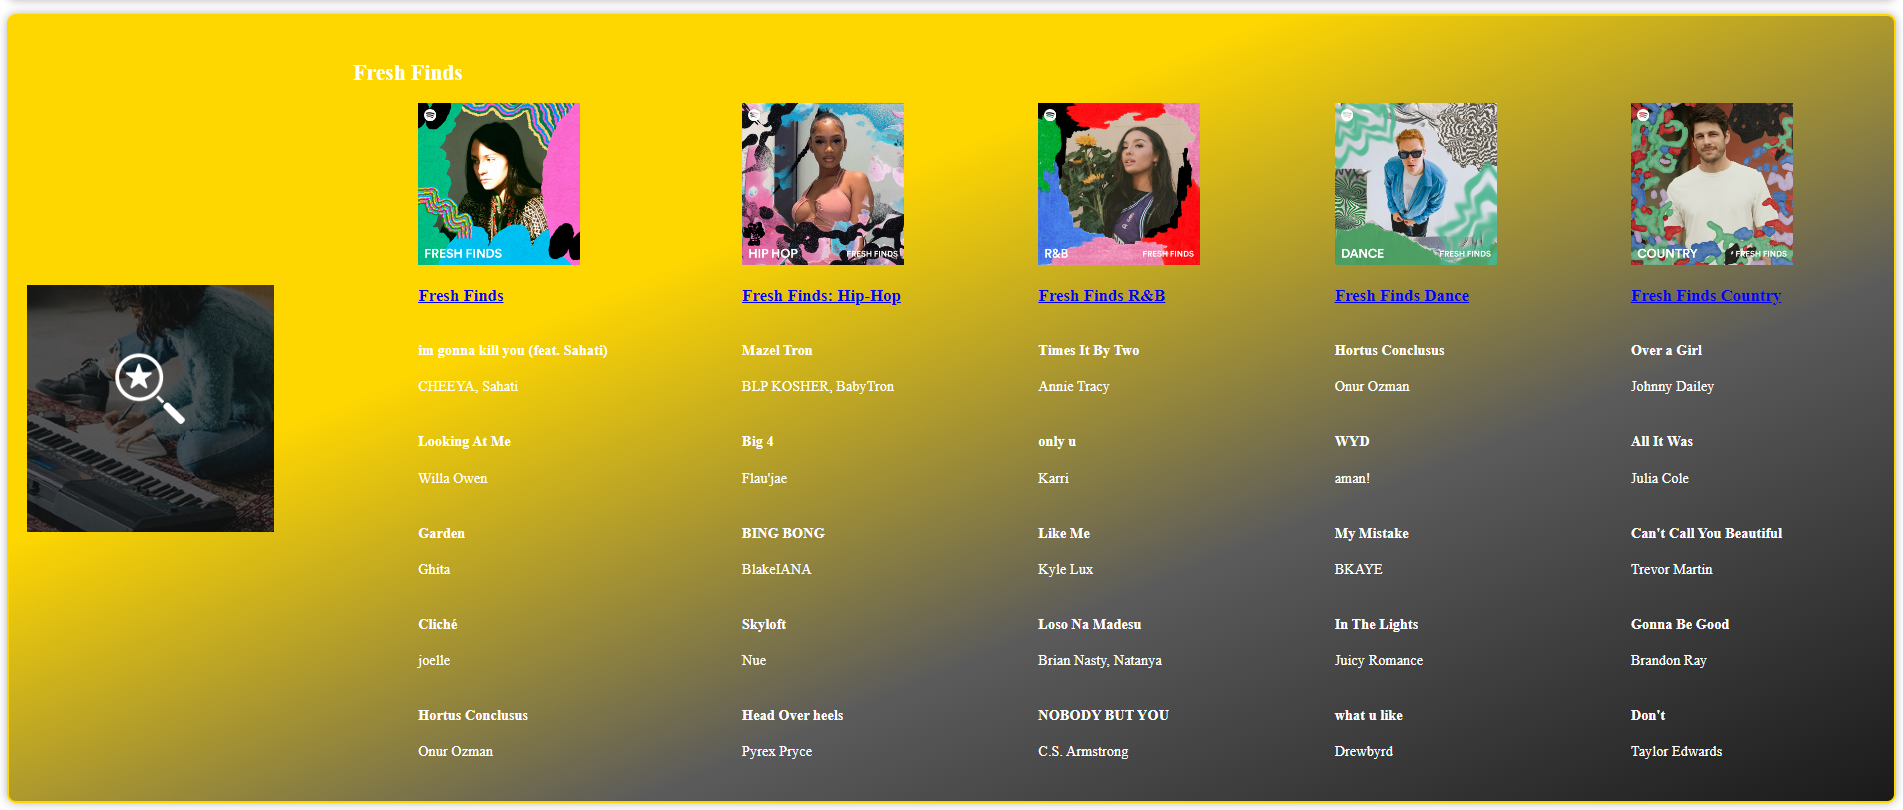 Fresh Finds
FRESH FINDS
HIP HOP
FRESH FINDS
R&B
FRESH FINDS
DANCE
FRESH FINDS
COUNTRY
FRESH FINDS
Fresh Finds
im gonna kill you (feat. Sahati)
CHEEYA, Sahati
Looking At Me
Willa Owen
Garden
Ghita
Cliché
joelle
Hortus Conclusus
Onur Ozman
Fresh Finds: Hip-Hop
Mazel Tron
BLP KOSHER, BabyTron
Big 4
Flau'jae
BING BONG
BlakeIANA
Skyloft
Nue
Head Over heels
Pyrex Pryce
Fresh Finds R&B
Times It By Two
Annie Tracy
only u
Karri
Like Me
Kyle Lux
Loso Na Madesu
Brian Nasty, Natanya
NOBODY BUT YOU
C.S. Armstrong
Fresh Finds Dance
Hortus Conclusus
Onur Ozman
WYD
aman!
My Mistake
BKAYE
In The Lights
Juicy Romance
what u like
Drewbyrd
Fresh Finds Country
Over a Girl
Johnny Dailey
All It Was
Julia Cole
Can't Call You Beautiful
Trevor Martin
Gonna Be Good
Brandon Ray
Don't
Taylor Edwards